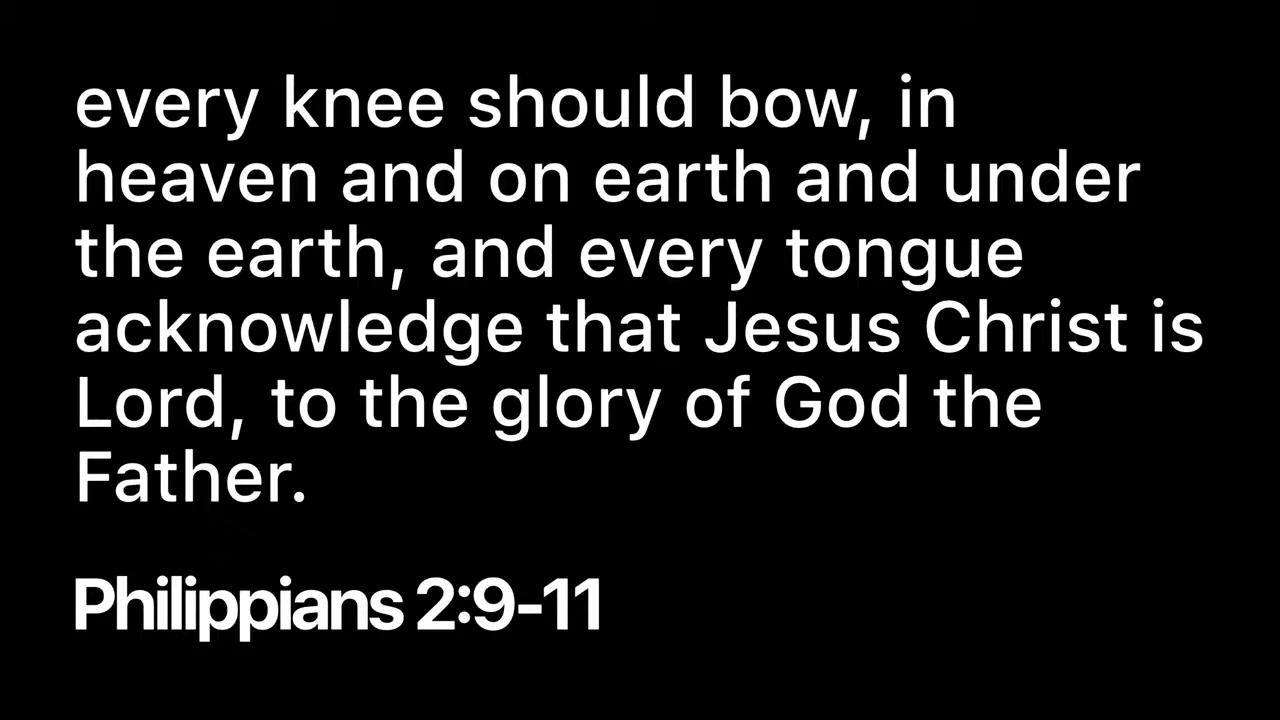 every knee should bow, in
heaven and on earth and under
the earth, and every tongue
acknowledge that Jesus Christ is
Lord, to the glory of God the
Father.
Philippians 2:9-11